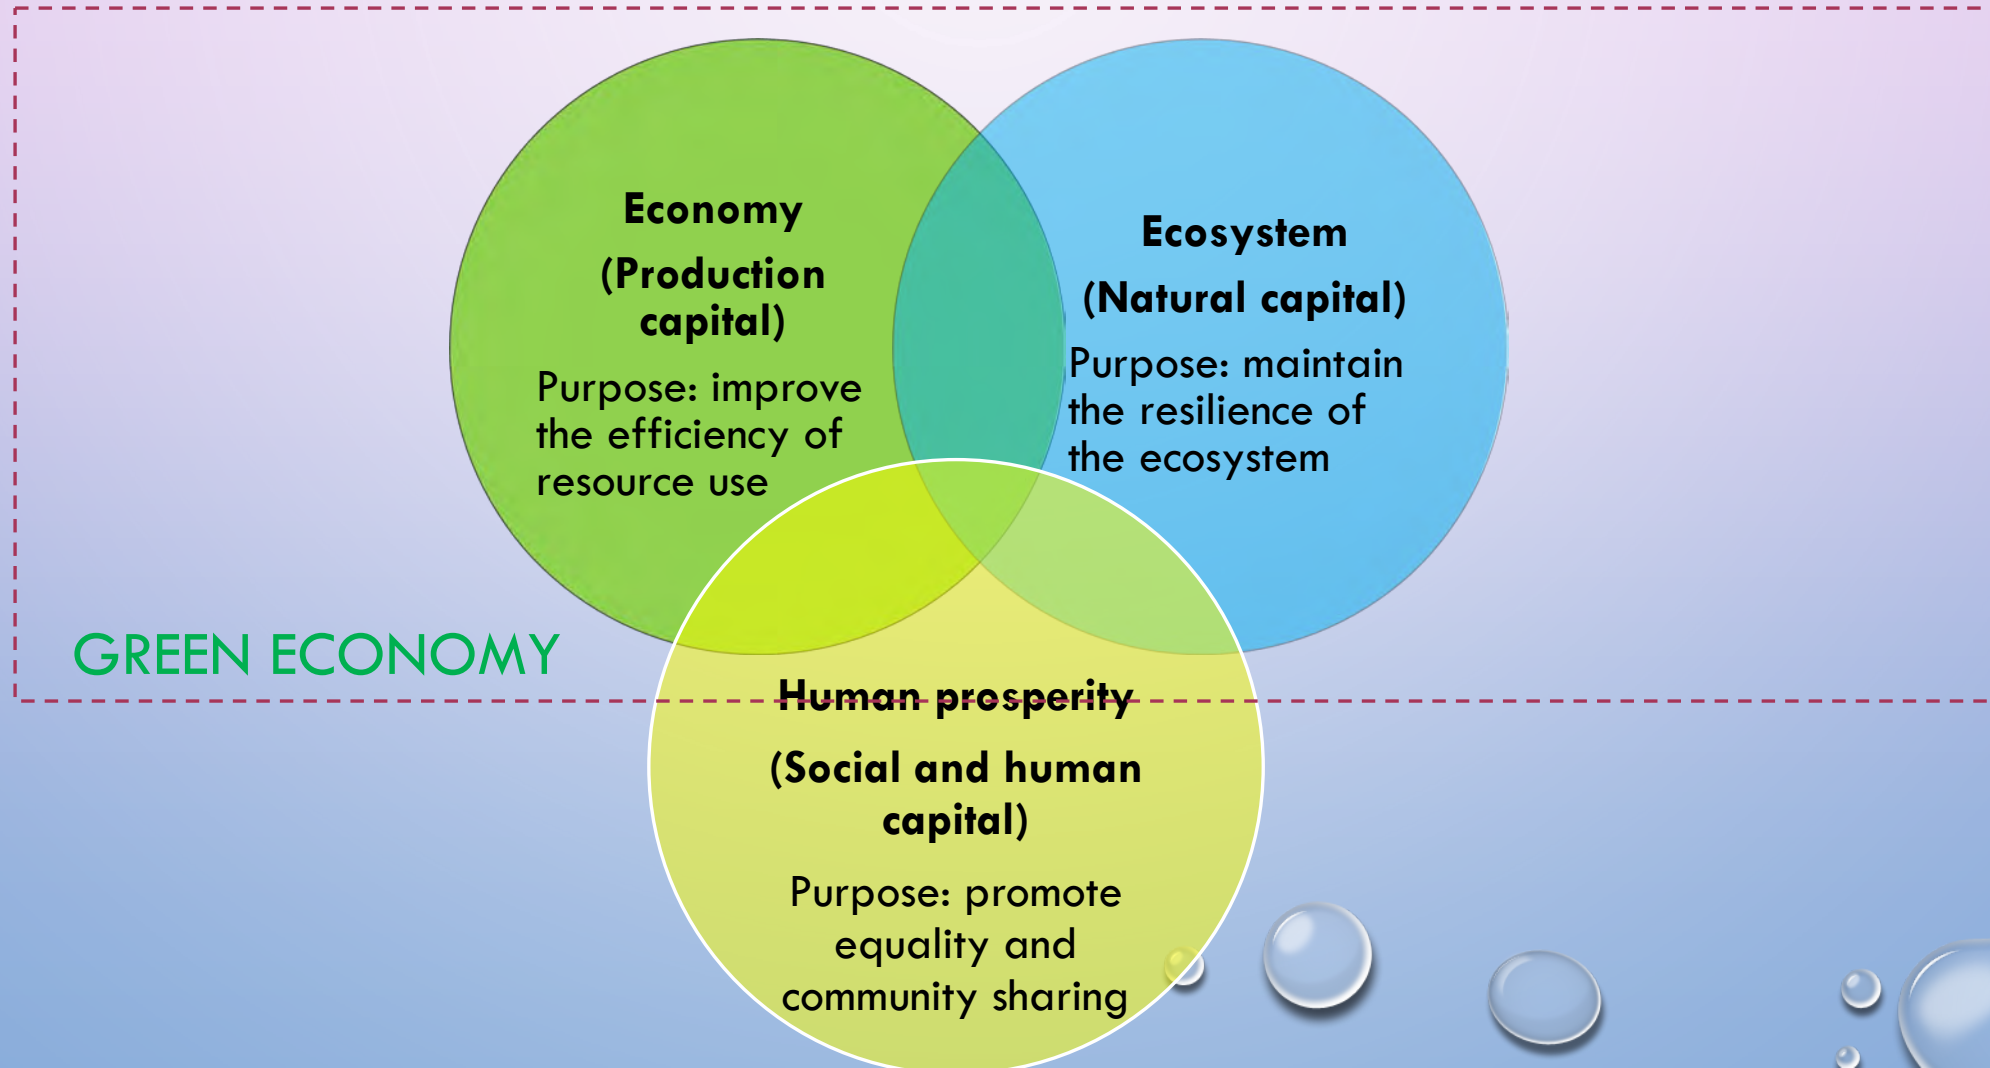 Economy
(Production
capital)
Purpose: improve
the efficiency of
resource use
Ecosystem
(Natural capital)
Purpose: maintain
the resilience of
the ecosystem
GREEN ECONOMY
Human prosperity
(Social and human
capital)
Purpose: promote
equality and
community sharing